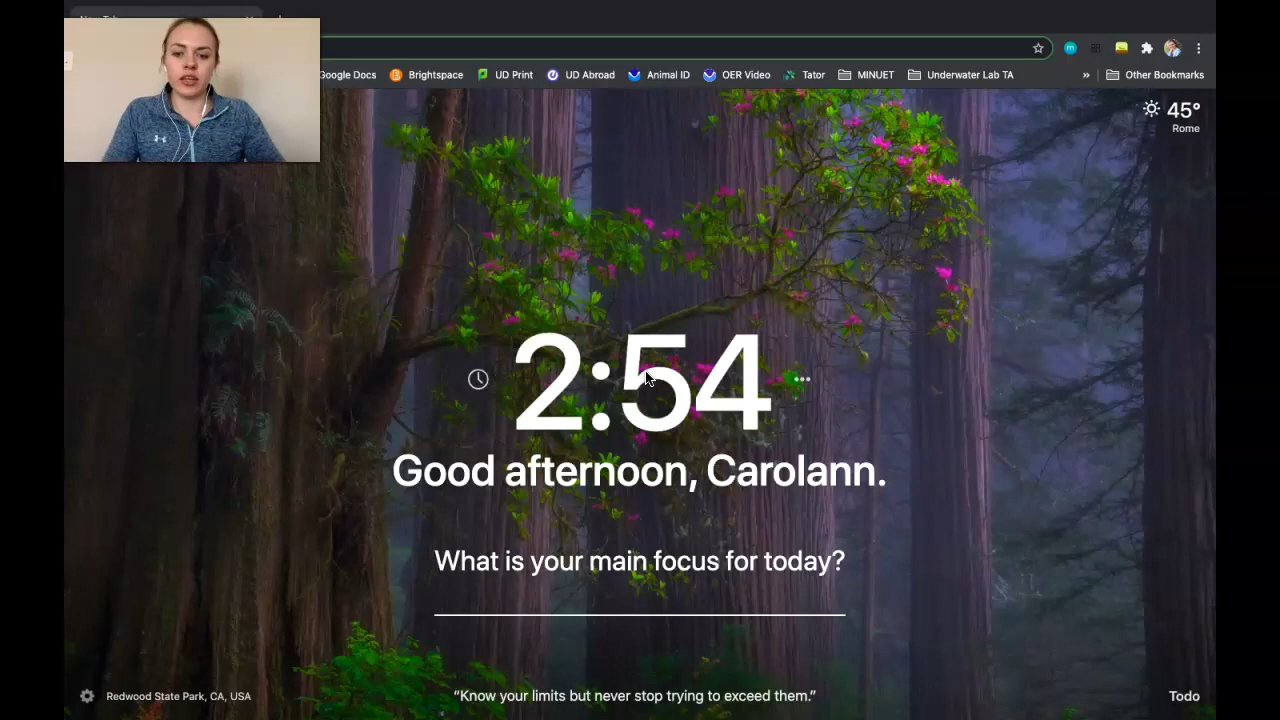 Google Docs
Brightspace
UD Print
UD Abroad
Animal ID
OER Video
Tator
MINUET
Underwater Lab TA
»
Other Bookmarks
45°
Rome
2:54
Good afternoon, Carolann.
What is your main focus for today?
Redwood State Park, CA, USA
“Know your limits but never stop trying to exceed them.”
Todo